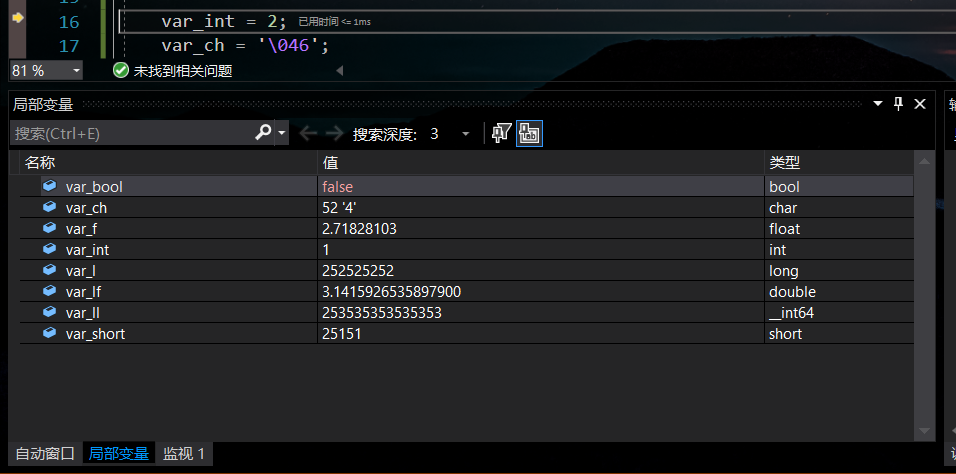 15
16 var_int = 2; 已用时间 <= 1ms
17 var_ch = '\046';
81 % 未找到相关问题
局部变量
搜索(Ctrl+E) 搜索深度: 3
名称 值 类型
var_bool false bool
var_ch 52 '4' char
var_f 2.71828103 float
var_int 1 int
var_l 252525252 long
var_lf 3.1415926535897900 double
var_ll 253535353535353 __int64
var_short 25151 short
自动窗口 局部变量 监视 1